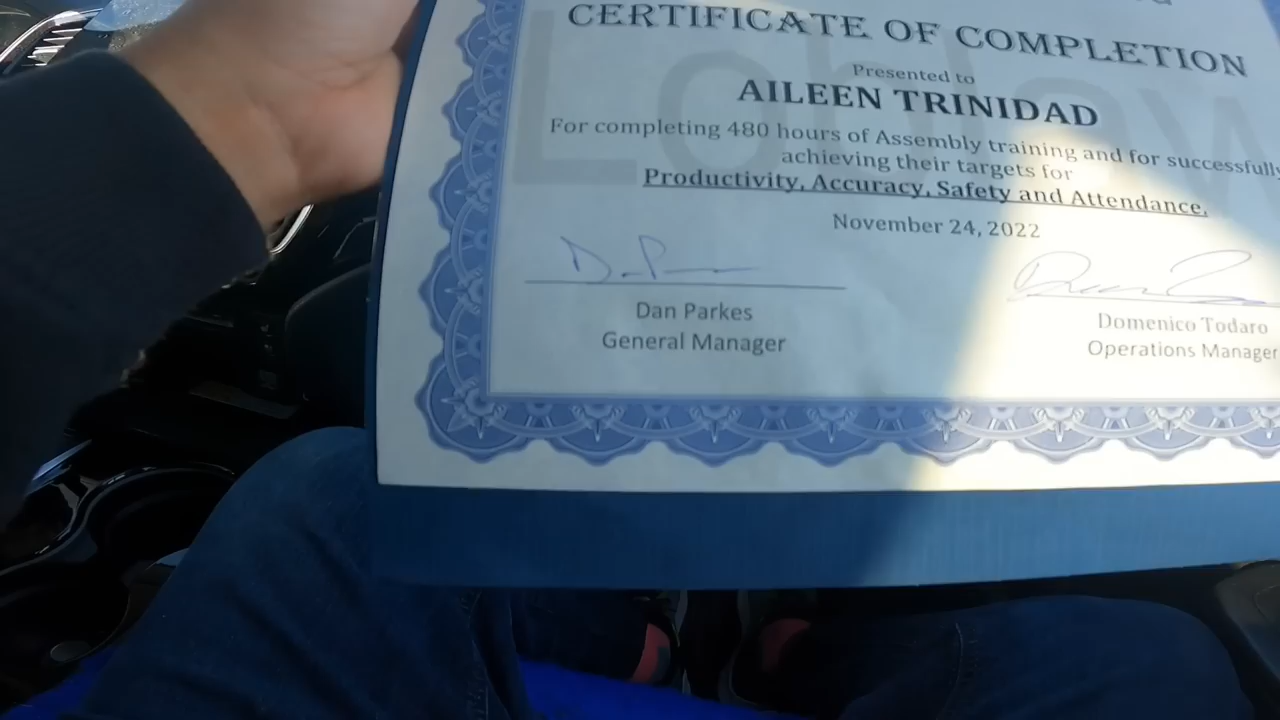 CERTIFICATE OF COMPLETION
Presented to
AILEEN TRINIDAD
For completing 480 hours of Assembly training and for successfully
achieving their targets for
Productivity, Accuracy, Safety and Attendance,
November 24, 2022
Dan Parkes
Domenico Todaro
General Manager
Operations Manager